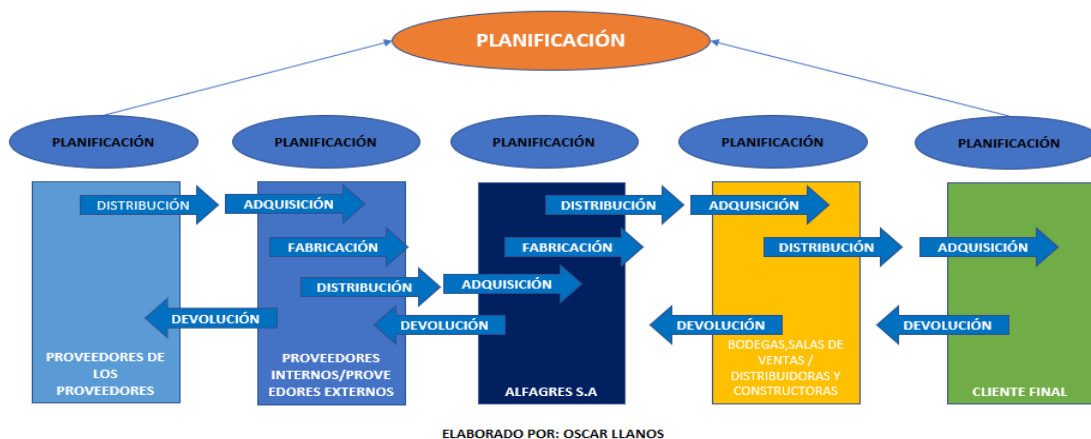 PLANIFICACIÓN
PLANIFICACIÓN
PLANIFICACIÓN
PLANIFICACIÓN
PLANIFICACIÓN
PLANIFICACIÓN
DISTRIBUCIÓN
ADQUISICIÓN
DISTRIBUCIÓN
ADQUISICIÓN
FABRICACIÓN
FABRICACIÓN
DISTRIBUCIÓN
ADQUISICIÓN
DISTRIBUCIÓN
ADQUISICIÓN
DEVOLUCIÓN
DEVOLUCIÓN
DEVOLUCIÓN
DEVOLUCIÓN
PROVEEDORES DE
LOS
PROVEEDORES
PROVEEDORES
INTERNOS/PROVE
EDORES EXTERNOS
ALFAGRES S.A
BODEGAS,SALAS DE
VENTAS /
DISTRIBUIDORAS Y
CONSTRUCTORAS
CLIENTE FINAL
ELABORADO POR: OSCAR LLANOS